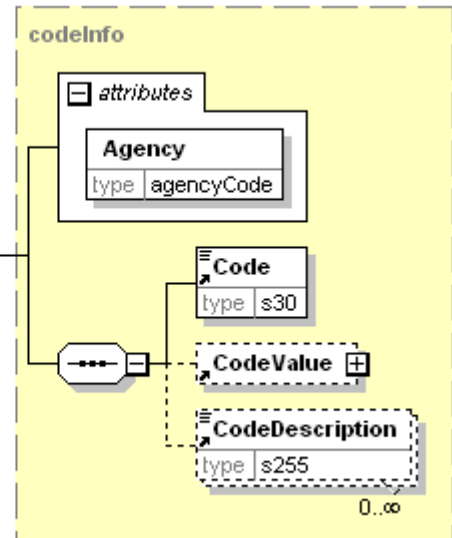 codeInfo
attributes
Agency
type agencyCode
Code
type s30
CodeValue
CodeDescription
type s255
0..∞